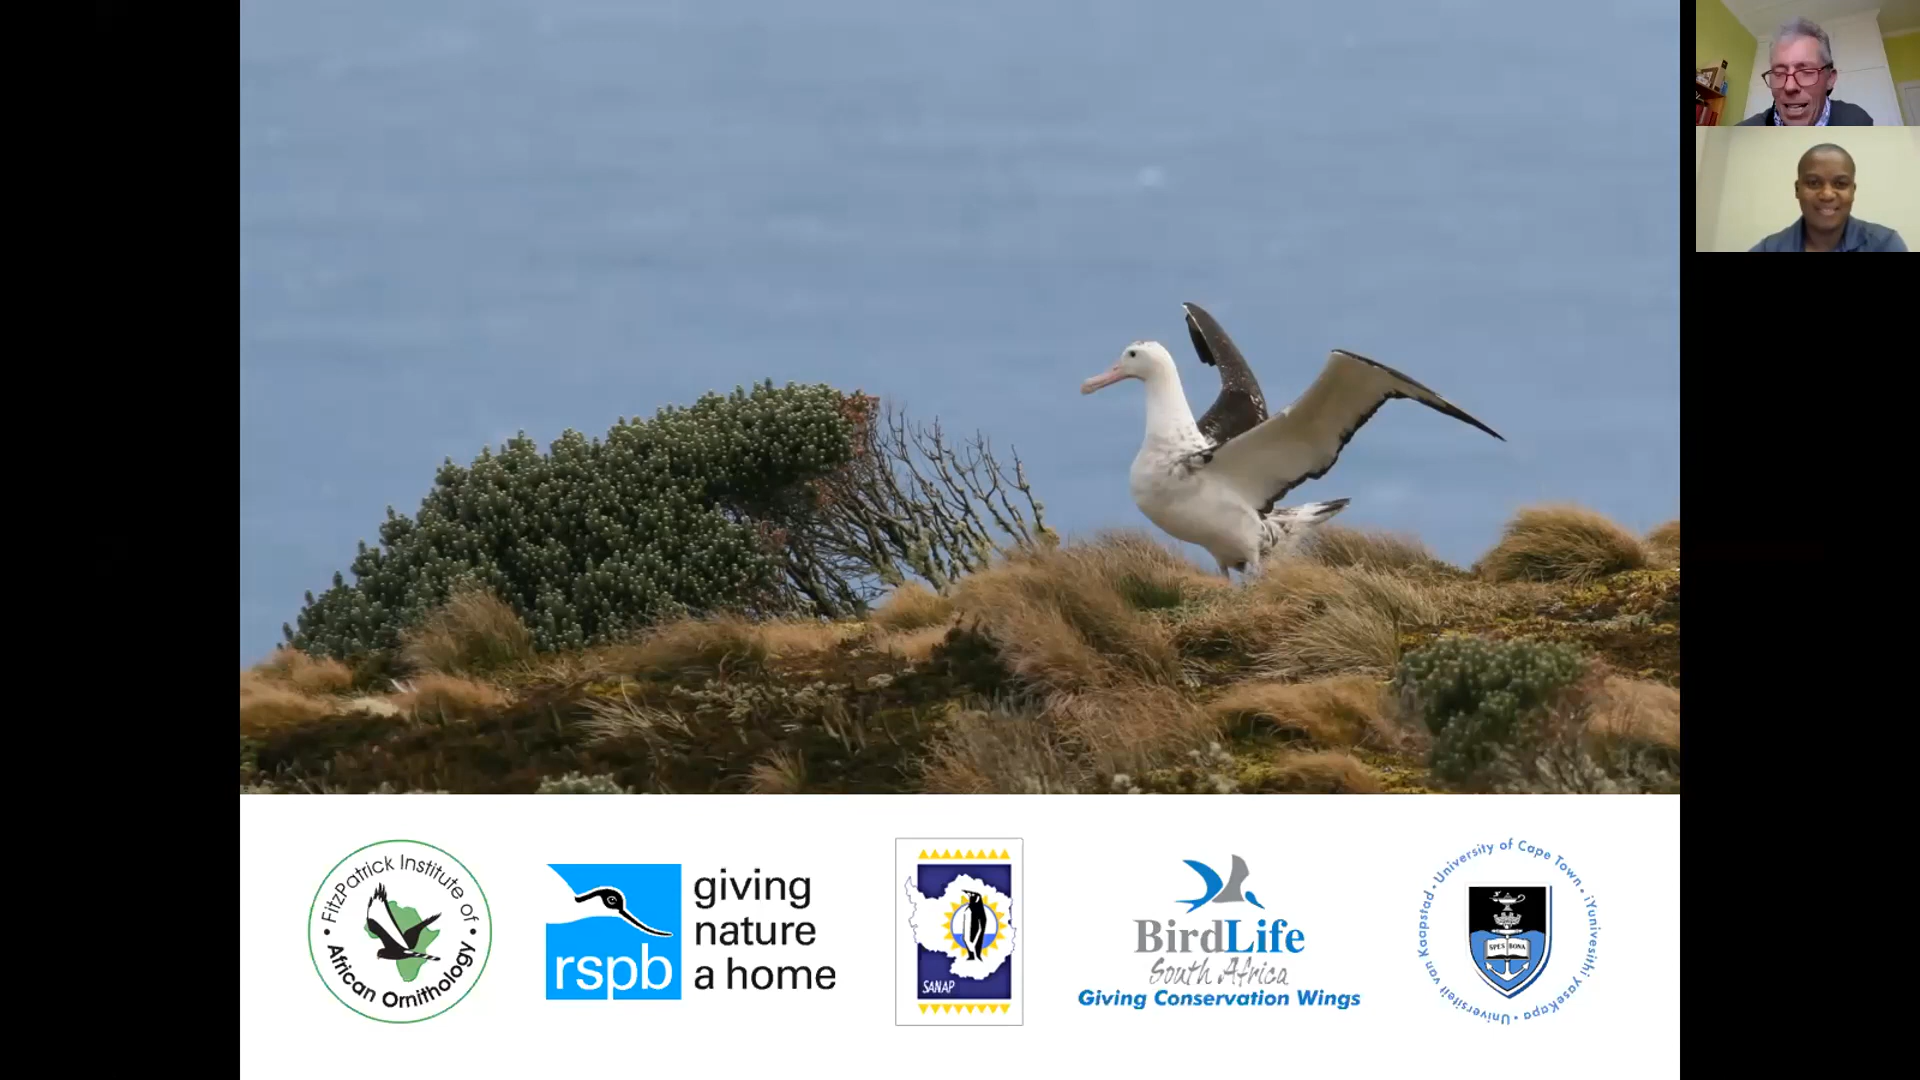 FitzPatrick Institute of
• African Ornithology •
rspb
giving
nature
a home
SANAP
BirdLife
South Africa
Giving Conservation Wings
University of Cape Town • iYunivesithi yaseKapa • Universiteit van Kaapstad •
SPES BONA